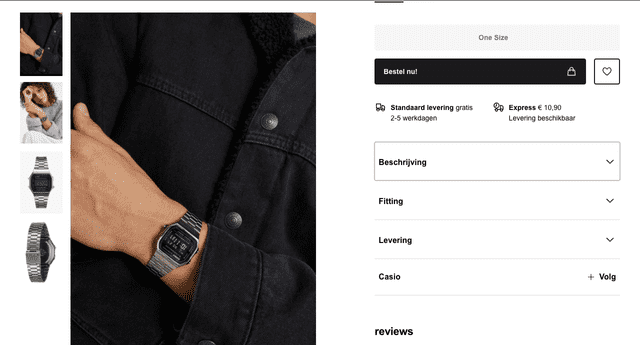 One Size
Bestel nu!
Standaard levering gratis
2-5 werkdagen
Express € 10,90
Levering beschikbaar
Beschrijving
Fitting
Levering
Casio
+ Volg
reviews